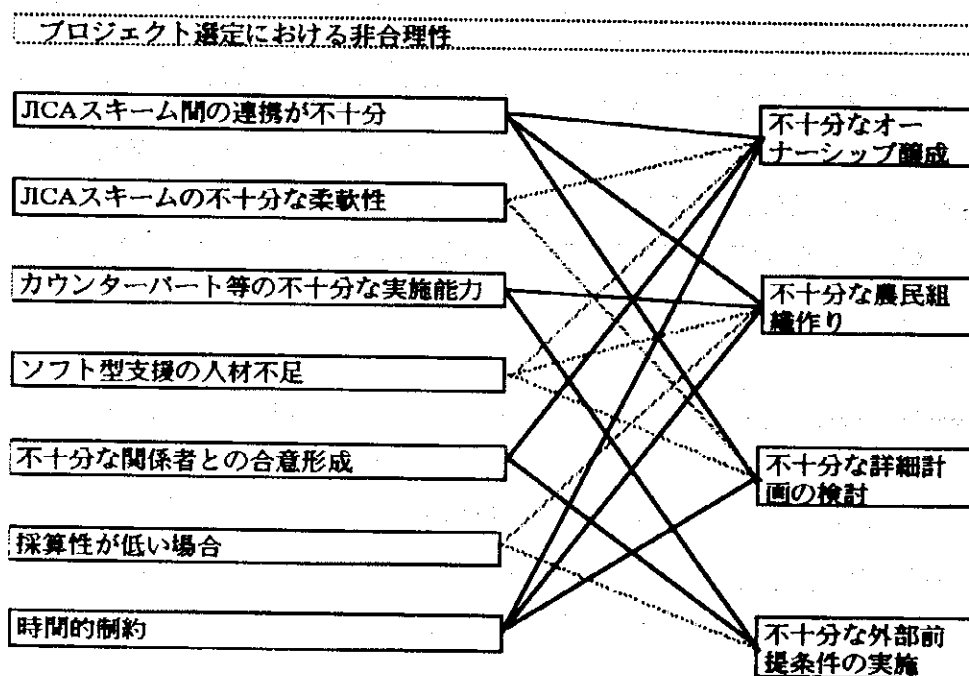 プロジェクト選定における非合理性
JICAスキーム間の連携が不十分
JICAスキームの不十分な柔軟性
カウンターパート等の不十分な実施能力
ソフト型支援の人材不足
不十分な関係者との合意形成
採算性が低い場合
時間的制約
不十分なオー
ナーシップ醸成
不十分な農民組
織作り
不十分な詳細計
画の検討
不十分な外部前
提条件の実施